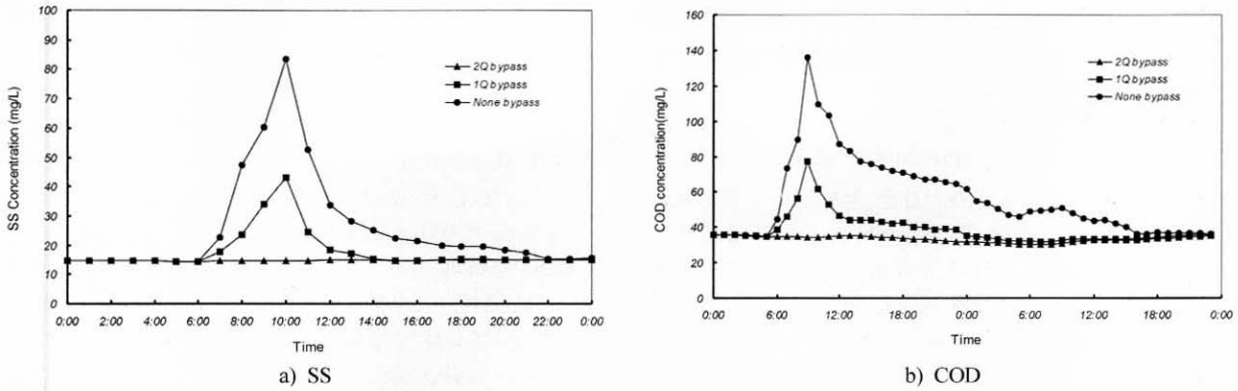 100
90
80
70
60
50
40
30
20
10
0
SS Concentration (mg/L)
2Q bypass
1Q bypass
None bypass
0:00 2:00 4:00 6:00 8:00 10:00 12:00 14:00 16:00 18:00 20:00 22:00 0:00
Time
a) SS
160
140
120
100
80
60
40
20
0
COD concentration(mg/L)
2Q bypass
1Q bypass
None bypass
0:00 6:00 12:00 18:00 0:00 6:00 12:00 18:00 0:00
Time
b) COD